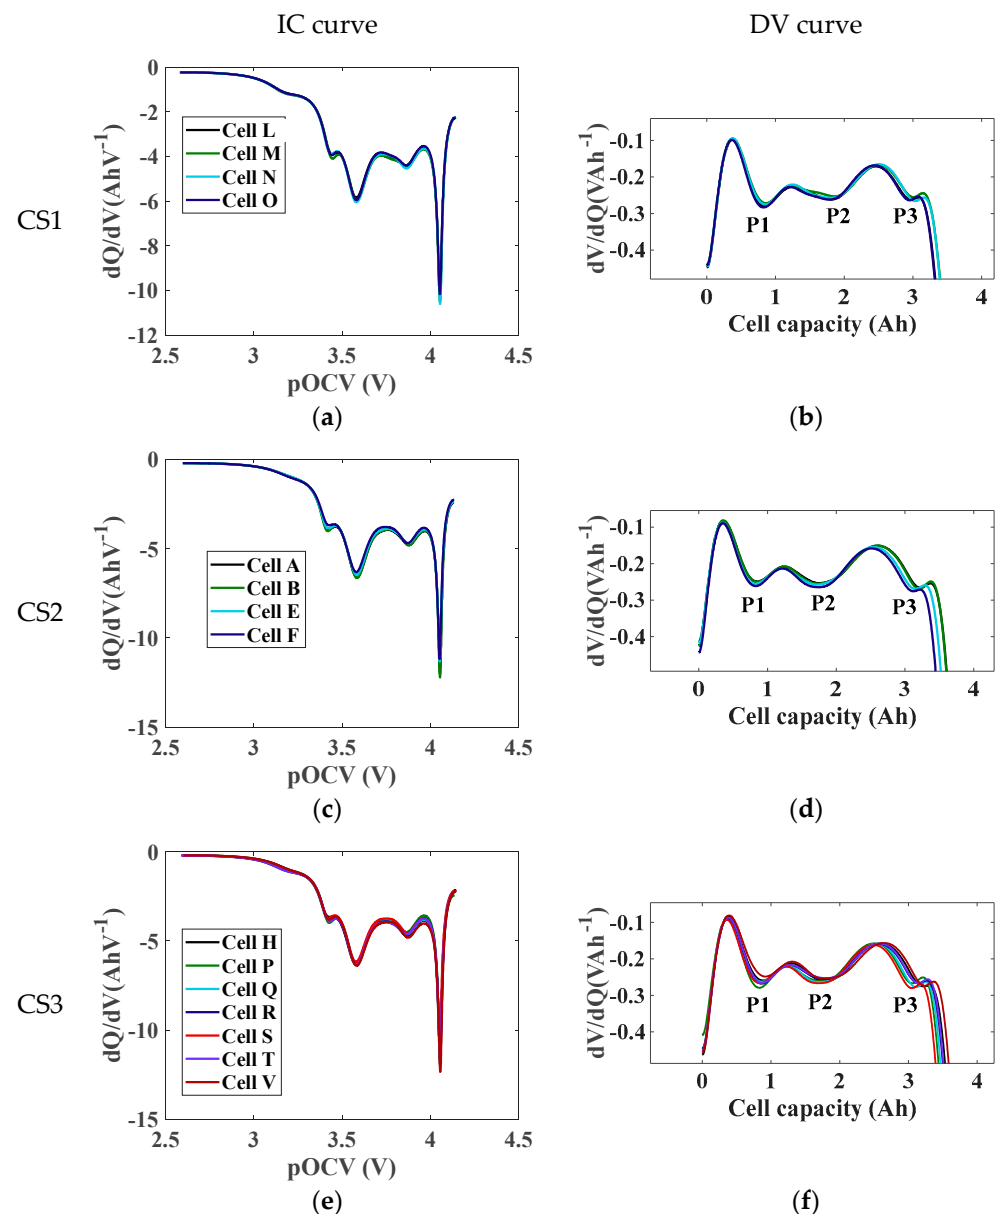 IC curve
DV curve
CS1
0
-2
-4
-6
-8
-10
-12
2.5
3
3.5
4
4.5
dQ/dV(AhV⁻¹)
pOCV (V)
Cell L
Cell M
Cell N
Cell O
(a)
-0.1
-0.2
-0.3
-0.4
0
1
2
3
4
dV/dQ(VAh⁻¹)
Cell capacity (Ah)
P1
P2
P3
(b)
CS2
0
-5
-10
-15
2.5
3
3.5
4
4.5
dQ/dV(AhV⁻¹)
pOCV (V)
Cell A
Cell B
Cell E
Cell F
(c)
-0.1
-0.2
-0.3
-0.4
0
1
2
3
4
dV/dQ(VAh⁻¹)
Cell capacity (Ah)
P1
P2
P3
(d)
CS3
0
-5
-10
-15
2.5
3
3.5
4
4.5
dQ/dV(AhV⁻¹)
pOCV (V)
Cell H
Cell P
Cell Q
Cell R
Cell S
Cell T
Cell V
(e)
-0.1
-0.2
-0.3
-0.4
0
1
2
3
4
dV/dQ(VAh⁻¹)
Cell capacity (Ah)
P1
P2
P3
(f)